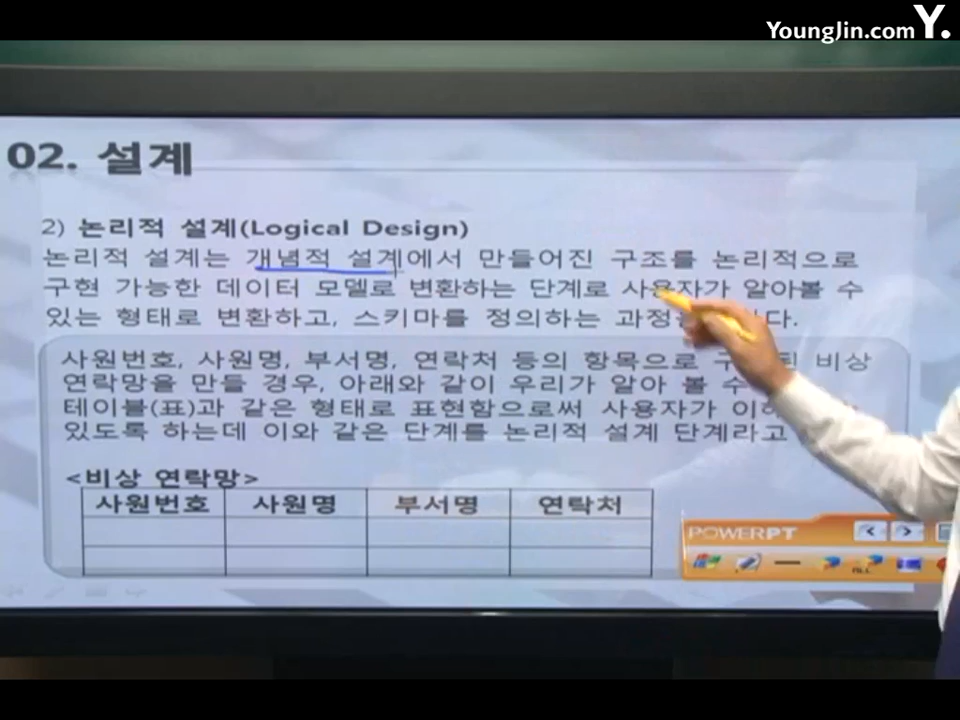 YoungJin.com Y.
02. 설계
2) 논리적 설계(Logical Design)
논리적 설계는 개념적 설계에서 만들어진 구조를 논리적으로
구현 가능한 데이터 모델로 변환하는 단계로 사용자가 알아볼 수
있는 형태로 변환하고, 스키마를 정의하는 과정
사원번호, 사원명, 부서명, 연락처 등의 항목으로 비상
연락망을 만들 경우, 아래와 같이 우리가 알아 볼 수
테이블(표)과 같은 형태로 표현함으로써 사용자가
있도록 하는데 이와 같은 단계를 논리적 설계 단계라고
<비상 연락망>
사원번호 사원명 부서명 연락처
POWERPT
ALL